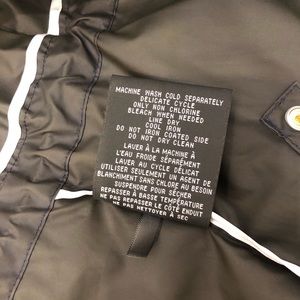 MACHINE WASH COLD SEPARATELY
DELICATE CYCLE
ONLY NON CHLORINE
BLEACH WHEN NEEDED
LINE DRY
COOL IRON
DO NOT IRON COATED SIDE
DO NOT DRY CLEAN
LAVER À LA MACHINE À
L'EAU FROIDE SÉPARÉMENT
LAVER AU CYCLE DÉLICAT
UTILISER SEULEMENT UN AGENT DE
BLANCHIMENT SANS CHLORE AU BESOIN
SUSPENDRE POUR SÉCHER
REPASSER À BASSE TEMPÉRATURE
NE PAS REPASSER LE CÔTÉ ENDUIT
NE PAS NETTOYER À SEC